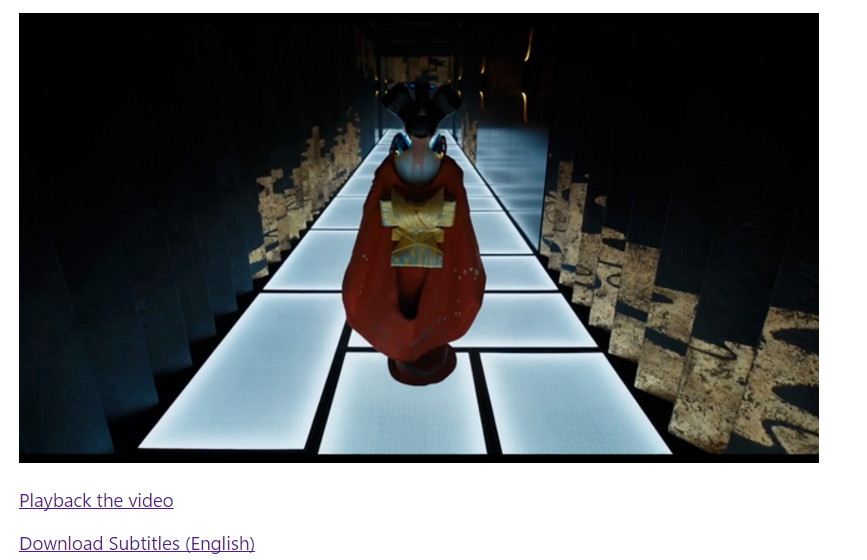 Playback the video
Download Subtitles (English)